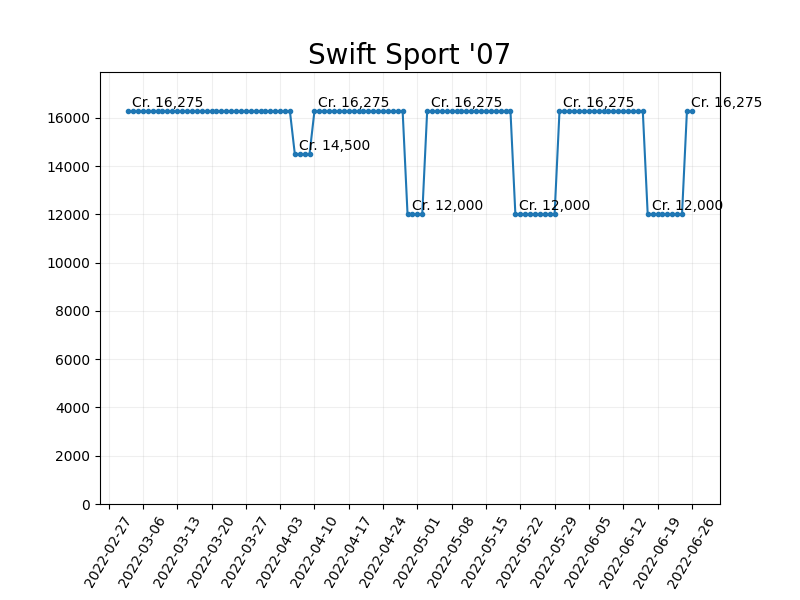 Swift Sport '07
Cr. 16,275
Cr. 16,275
Cr. 16,275
Cr. 16,275
Cr. 16,275
Cr. 14,500
Cr. 12,000
Cr. 12,000
Cr. 12,000
16000
14000
12000
10000
8000
6000
4000
2000
0
2022-02-27
2022-03-06
2022-03-13
2022-03-20
2022-03-27
2022-04-03
2022-04-10
2022-04-17
2022-04-24
2022-05-01
2022-05-08
2022-05-15
2022-05-22
2022-05-29
2022-06-05
2022-06-12
2022-06-19
2022-06-26